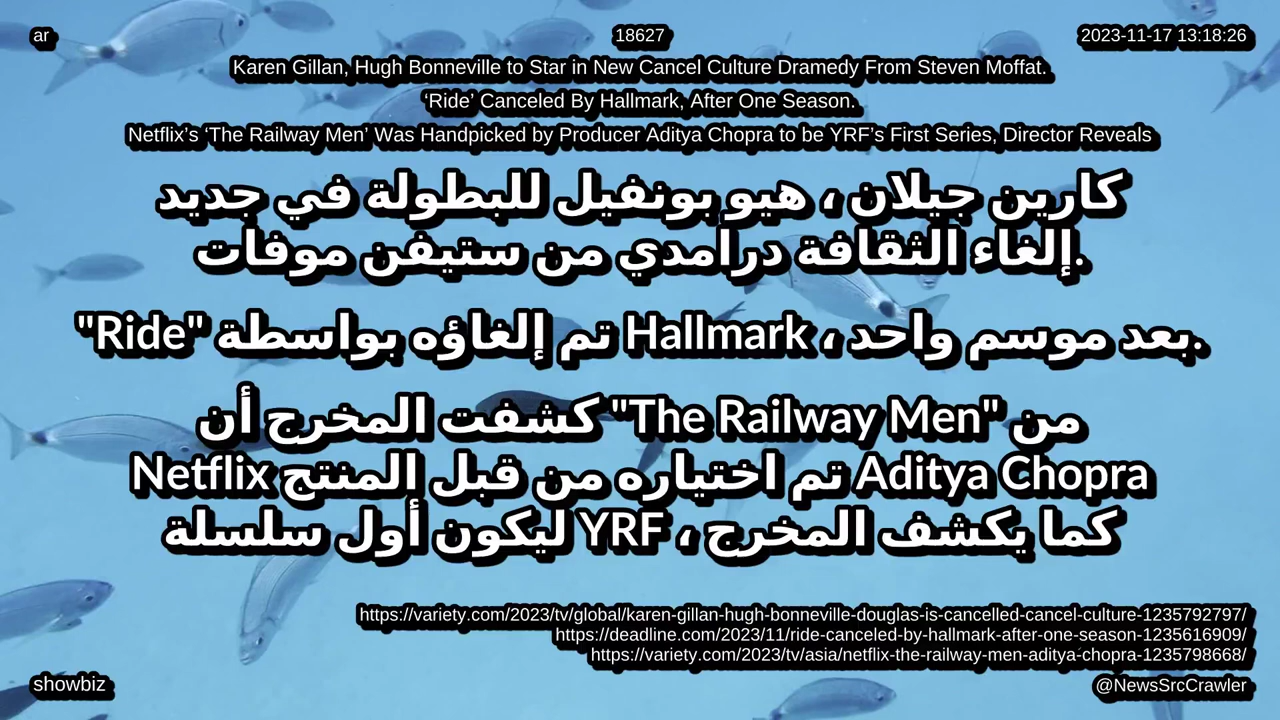 ar
18627
2023-11-17 13:18:26
Karen Gillan, Hugh Bonneville to Star in New Cancel Culture Dramedy From Steven Moffat.
‘Ride’ Canceled By Hallmark, After One Season.
Netflix’s ‘The Railway Men’ Was Handpicked by Producer Aditya Chopra to be YRF’s First Series, Director Reveals
كارين جيلان ، هيو بونفيل للبطولة في جديد
إلغاء الثقافة درامدي من ستيفن موفات.
"Ride" تم إلغاؤه بواسطة Hallmark ، بعد موسم واحد.
كشفت المخرج أن "The Railway Men" من
Netflix تم اختياره من قبل المنتج Aditya Chopra
ليكون أول سلسلة YRF ، كما يكشف المخرج
https://variety.com/2023/tv/global/karen-gillan-hugh-bonneville-douglas-is-cancelled-cancel-culture-1235792797/
https://deadline.com/2023/11/ride-canceled-by-hallmark-after-one-season-1235616909/
https://variety.com/2023/tv/asia/netflix-the-railway-men-aditya-chopra-1235798668/
showbiz
@NewsSrcCrawler